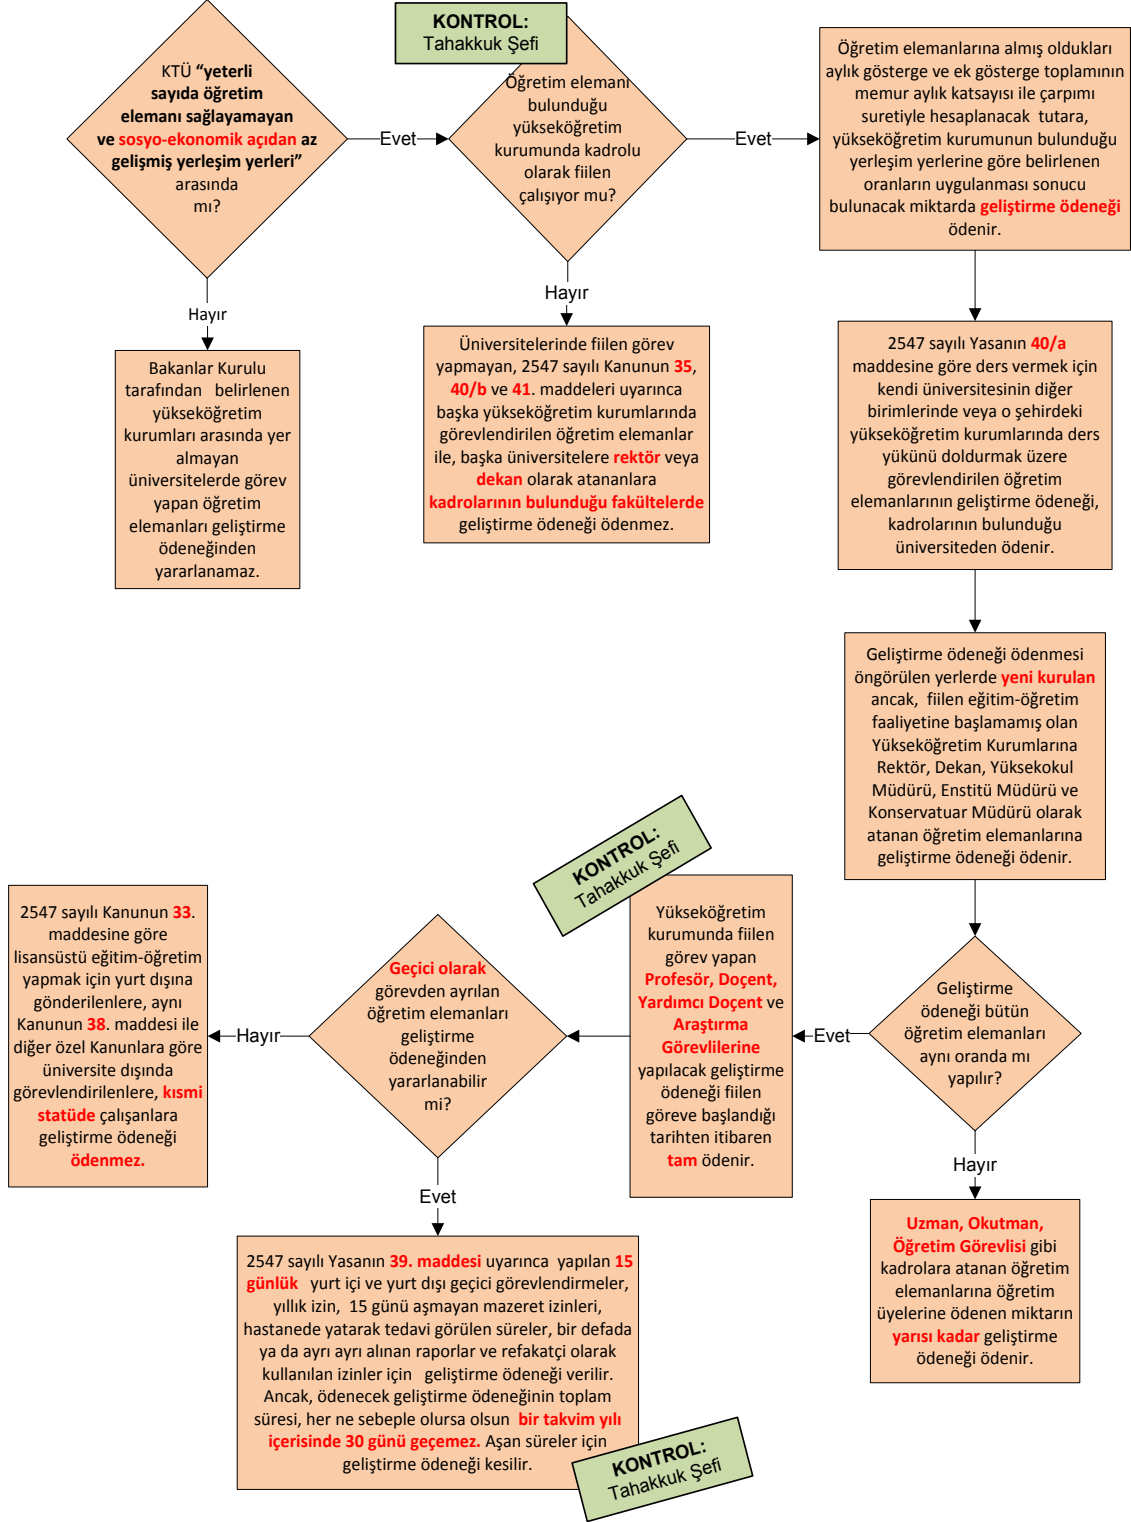 KTÜ “yeterli
sayıda öğretim
elemanı sağlayamayan
ve sosyo-ekonomik açıdan az
gelişmiş yerleşim yerleri”
arasında
mı?
Evet
KONTROL:
Tahakkuk Şefi
Öğretim elemanı
bulunduğu
yükseköğretim
kurumunda kadrolu
olarak fiilen
çalışıyor mu?
Evet
Öğretim elemanlarına almış oldukları
aylık gösterge ve ek gösterge toplamının
memur aylık katsayısı ile çarpımı
suretiyle hesaplanacak tutara,
yükseköğretim kurumunun bulunduğu
yerleşim yerlerine göre belirlenen
oranların uygulanması sonucu
bulunacak miktarda geliştirme ödeneği
ödenir.
Hayır
Bakanlar Kurulu
tarafından belirlenen
yükseköğretim
kurumları arasında yer
almayan
üniversitelerde görev
yapan öğretim
elemanları geliştirme
ödeneğinden
yararlanamaz.
Hayır
Üniversitelerinde fiilen görev
yapmayan, 2547 sayılı Kanunun 35,
40/b ve 41. maddeleri uyarınca
başka yükseköğretim kurumlarında
görevlendirilen öğretim elemanlar
ile, başka üniversitelere rektör veya
dekan olarak atananlara
kadrolarının bulunduğu fakültelerde
geliştirme ödeneği ödenmez.
2547 sayılı Yasanın 40/a
maddesine göre ders vermek için
kendi üniversitesinin diğer
birimlerinde veya o şehirdeki
yükseköğretim kurumlarında ders
yükünü doldurmak üzere
görevlendirilen öğretim
elemanlarının geliştirme ödeneği,
kadrolarının bulunduğu
üniversiteden ödenir.
Geliştirme ödeneği ödenmesi
öngörülen yerlerde yeni kurulan
ancak, fiilen eğitim-öğretim
faaliyetine başlamamış olan
Yükseköğretim Kurumlarına
Rektör, Dekan, Yüksekokul
Müdürü, Enstitü Müdürü ve
Konservatuar Müdürü olarak
atanan öğretim elemanlarına
geliştirme ödeneği ödenir.
Geliştirme
ödeneği bütün
öğretim elemanları
aynı oranda mı
yapılır?
Evet
KONTROL:
Tahakkuk Şefi
Yükseköğretim
kurumunda fiilen
görev yapan
Profesör, Doçent,
Yardımcı Doçent ve
Araştırma
Görevlilerine
yapılacak geliştirme
ödeneği fiilen
göreve başlandığı
tarihten itibaren
tam ödenir.
Hayır
Uzman, Okutman,
Öğretim Görevlisi gibi
kadrolara atanan öğretim
elemanlarına öğretim
üyelerine ödenen miktarın
yarısı kadar geliştirme
ödeneği ödenir.
Geçici olarak
görevden ayrılan
öğretim elemanları
geliştirme
ödeneğinden
yararlanabilir
mi?
Hayır
2547 sayılı Kanunun 33.
maddesine göre
lisansüstü eğitim-öğretim
yapmak için yurt dışına
gönderilenlere, aynı
Kanunun 38. maddesi ile
diğer özel Kanunlara göre
üniversite dışında
görevlendirilenlere, kısmi
statüde çalışanlara
geliştirme ödeneği
ödenmez.
Evet
2547 sayılı Yasanın 39. maddesi uyarınca yapılan 15
günlük yurt içi ve yurt dışı geçici görevlendirmeler,
yıllık izin, 15 günü aşmayan mazeret izinleri,
hastanede yatarak tedavi görülen süreler, bir defada
ya da ayrı ayrı alınan raporlar ve refakatçi olarak
kullanılan izinler için geliştirme ödeneği verilir.
Ancak, ödenecek geliştirme ödeneğinin toplam
süresi, her ne sebeple olursa olsun bir takvim yılı
içerisinde 30 günü geçemez. Aşan süreler için
geliştirme ödeneği kesilir.
KONTROL:
Tahakkuk Şefi